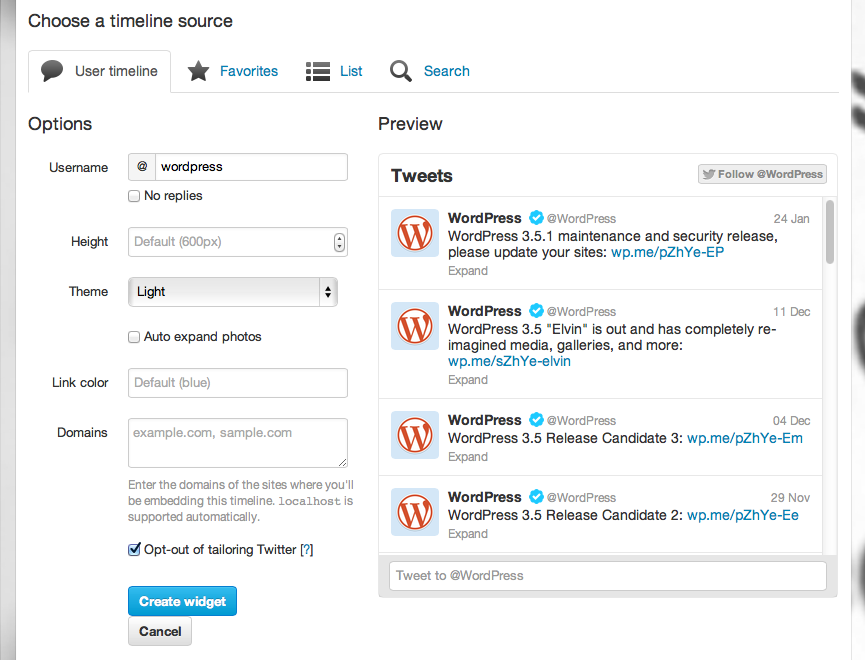 Choose a timeline source
User timeline
Favorites
List
Search
Options
Username
@
wordpress
No replies
Height
Default (600px)
Theme
Light
Auto expand photos
Link color
Default (blue)
Domains
example.com, sample.com
Enter the domains of the sites where you'll
be embedding this timeline. localhost is
supported automatically.
Opt-out of tailoring Twitter [?]
Create widget
Cancel
Preview
Tweets
Follow @WordPress
WordPress @WordPress 24 Jan
WordPress 3.5.1 maintenance and security release,
please update your sites: wp.me/pZhYe-EP
Expand
WordPress @WordPress 11 Dec
WordPress 3.5 "Elvin" is out and has completely re-
imagined media, galleries, and more:
wp.me/sZhYe-elvin
Expand
WordPress @WordPress 04 Dec
WordPress 3.5 Release Candidate 3: wp.me/pZhYe-Em
Expand
WordPress @WordPress 29 Nov
WordPress 3.5 Release Candidate 2: wp.me/pZhYe-Ee
Expand
Tweet to @WordPress